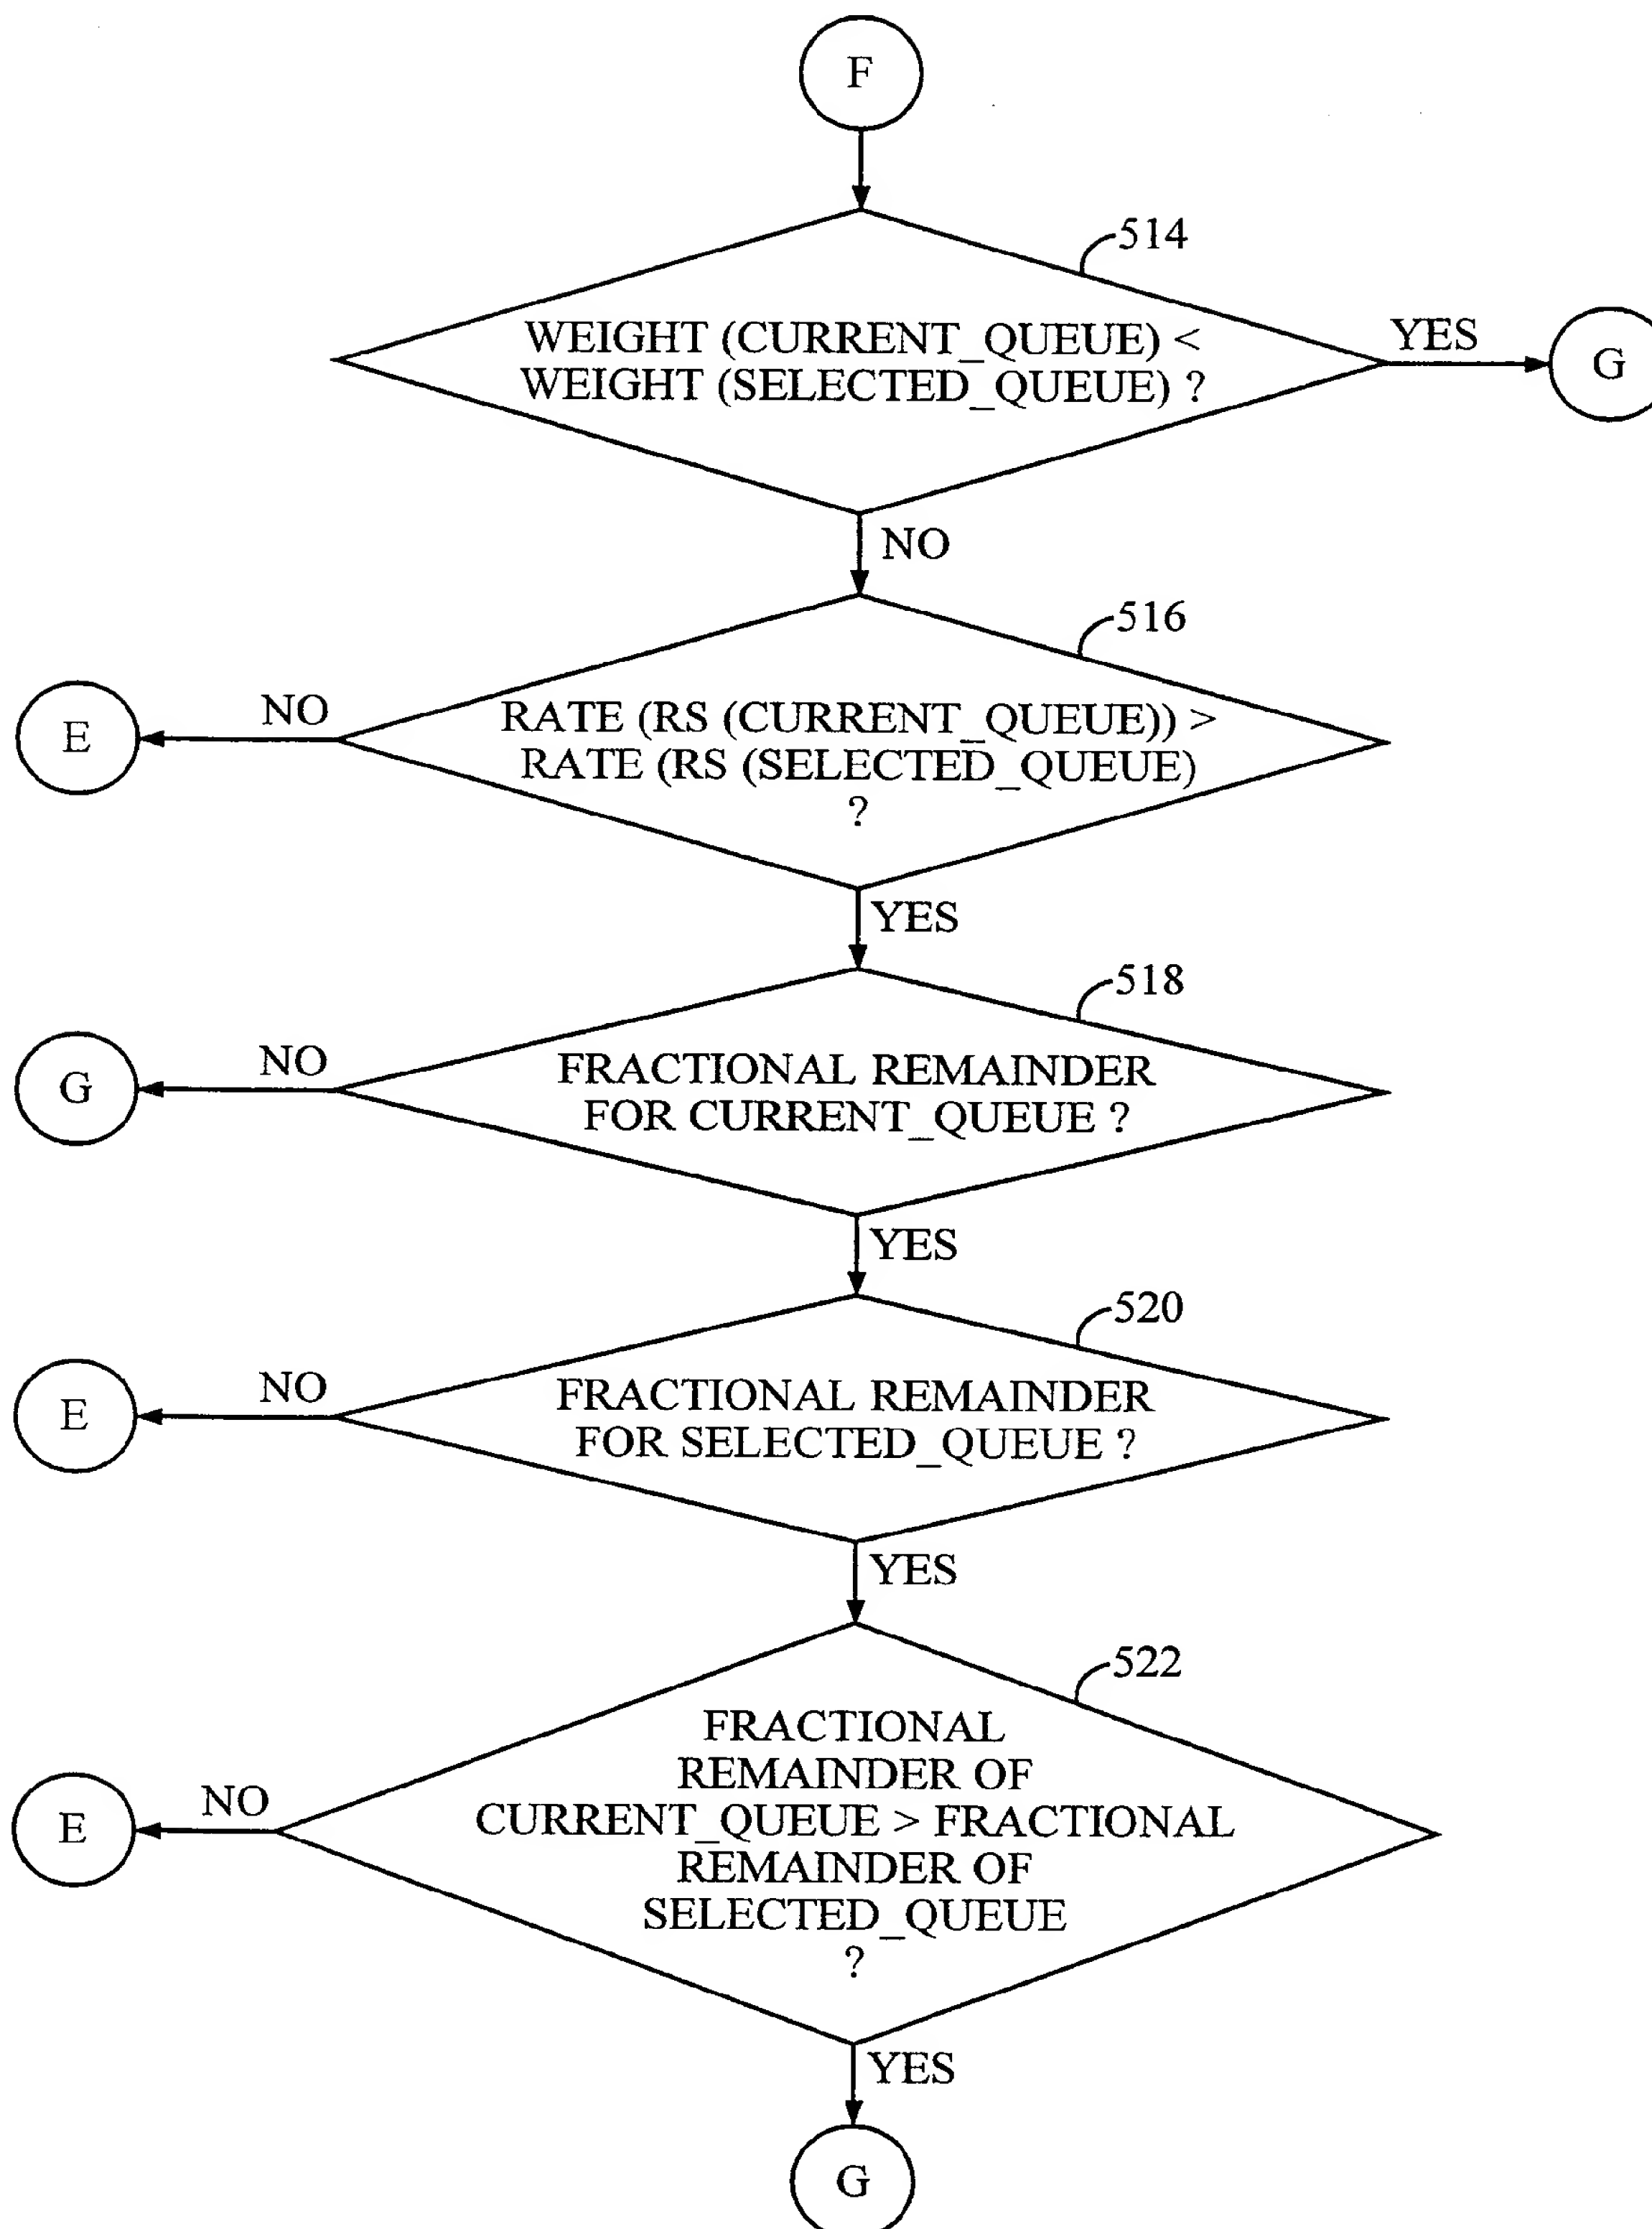 F
514
WEIGHT (CURRENT_QUEUE) <
WEIGHT (SELECTED_QUEUE) ?
YES
G
NO
516
RATE (RS (CURRENT_QUEUE)) >
RATE (RS (SELECTED_QUEUE)
?
NO
E
YES
518
FRACTIONAL REMAINDER
FOR CURRENT_QUEUE ?
NO
G
YES
520
FRACTIONAL REMAINDER
FOR SELECTED_QUEUE ?
NO
E
YES
522
FRACTIONAL
REMAINDER OF
CURRENT_QUEUE > FRACTIONAL
REMAINDER OF
SELECTED_QUEUE
?
NO
E
YES
G